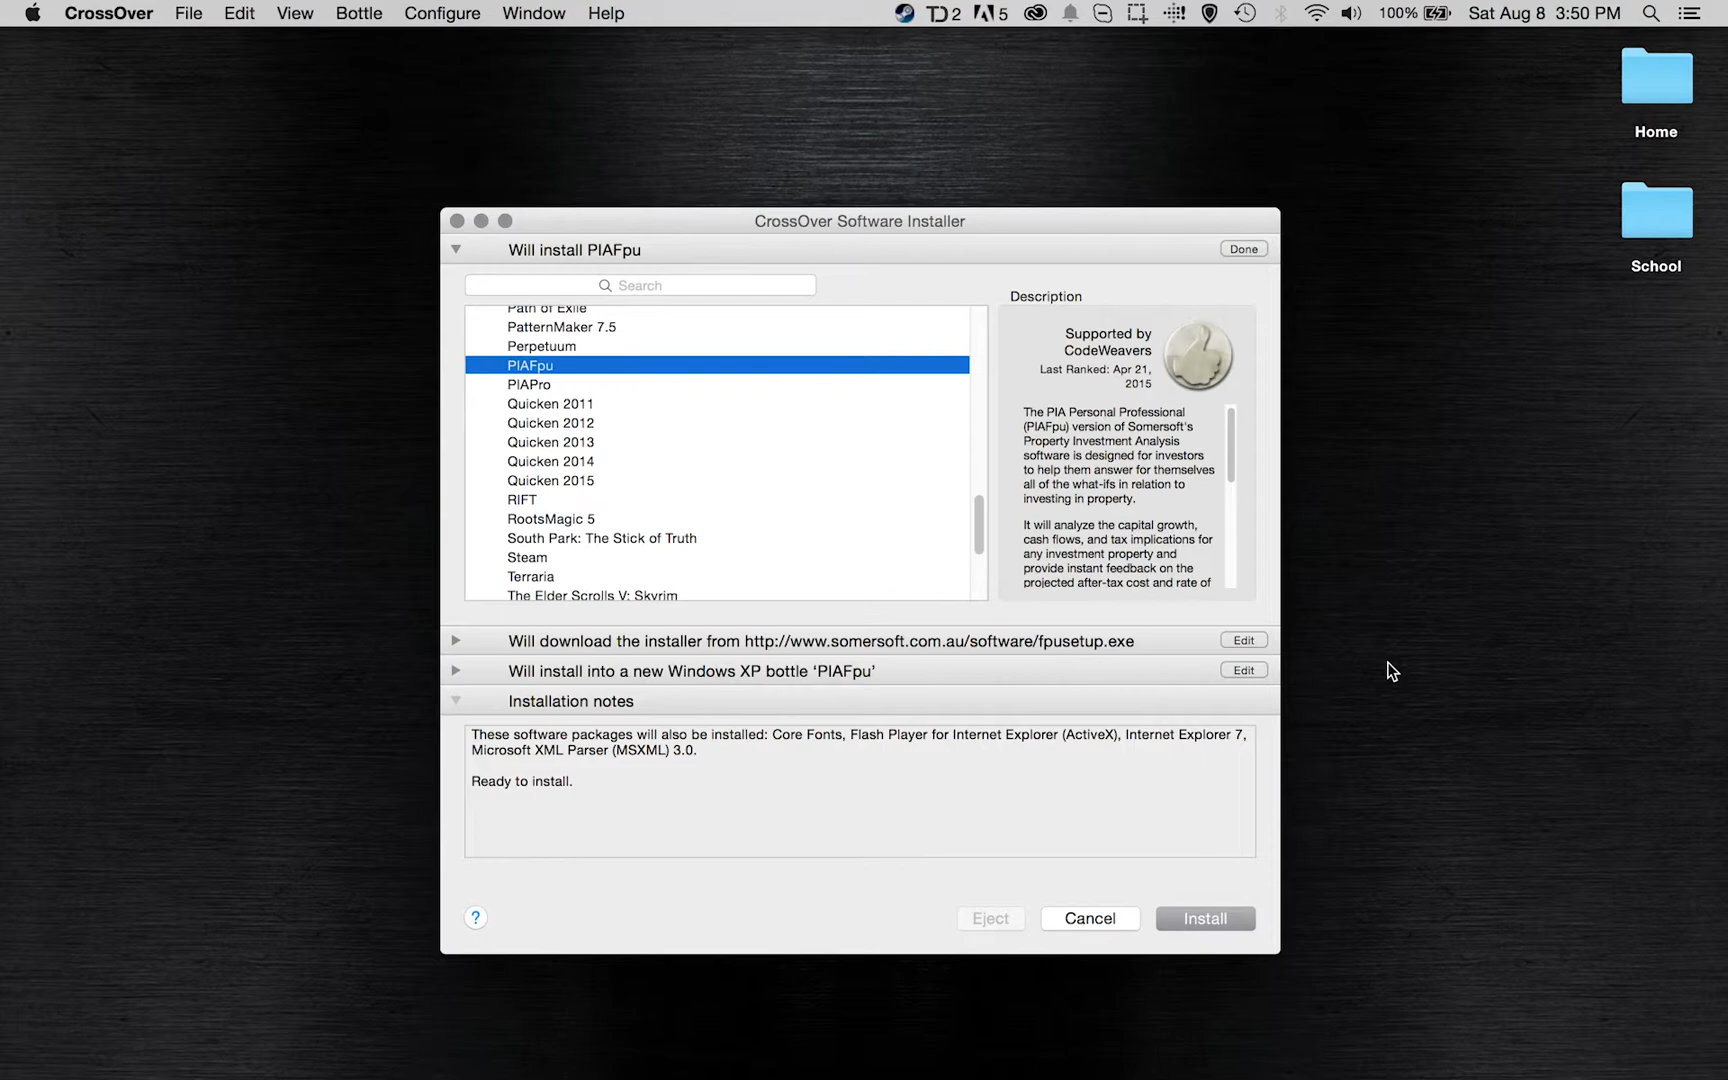 CrossOver File Edit View Bottle Configure Window Help 2 5 100% Sat Aug 8 3:50 PM
Home
School
CrossOver Software Installer
Will install PIAFpu Done
Search
Path of Exile
PatternMaker 7.5
Perpetuum
PIAFpu
PIAPro
Quicken 2011
Quicken 2012
Quicken 2013
Quicken 2014
Quicken 2015
RIFT
RootsMagic 5
South Park: The Stick of Truth
Steam
Terraria
The Elder Scrolls V: Skyrim
Description
Supported by
CodeWeavers
Last Ranked: Apr 21,
2015
The PIA Personal Professional
(PIAFpu) version of Somersoft's
Property Investment Analysis
software is designed for investors
to help them answer for themselves
all of the what-ifs in relation to
investing in property.
It will analyze the capital growth,
cash flows, and tax implications for
any investment property and
provide instant feedback on the
projected after-tax cost and rate of
Will download the installer from http://www.somersoft.com.au/software/fpusetup.exe Edit
Will install into a new Windows XP bottle ‘PIAFpu’ Edit
Installation notes
These software packages will also be installed: Core Fonts, Flash Player for Internet Explorer (ActiveX), Internet Explorer 7,
Microsoft XML Parser (MSXML) 3.0.
Ready to install.
? Eject Cancel Install